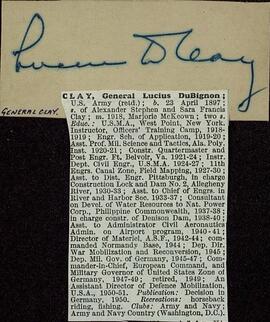 Lucius D Clay
GENERAL CLAY.
CLAY, General Lucius DuBignon;
U.S. Army (retd.); b. 23 April 1897;
s. of Alexander Stephen and Sara Francis
Clay; m. 1918, Marjorie McKeown; two s.
Educ.: U.S.M.A., West Point, New York.
Instructor, Officers' Training Camp, 1918-
1919; Engr. Sch. of Application, 1919-20;
Asst. Prof. Mil. Science and Tactics, Ala. Poly.
Inst. 1920-21; Constr. Quartermaster and
Post Engr. Ft. Belvoir, Va. 1921-24; Instr.
Dept. Civil Engr., U.S.M.A. 1924-27; 11th
Engrs. Canal Zone, Field Mapping, 1927-30;
Asst. to Dist. Engr. Pittsburgh, in charge
Construction Lock and Dam No. 2, Allegheny
River, 1930-33; Asst. to Chief of Engrs. in
River and Harbor Sec. 1933-37; Consultant
on Devel. of Water Resources to Nat. Power
Corp., Philippine Commonwealth, 1937-38;
in charge constr. of Denison Dam, 1938-40;
Asst. to Administrator Civil Aeronautics
Admin. on Airport program, 1940-41;
Director of Materiel, A.S.F., 1942-44; com-
manded Normandy Base, 1944; Dep. Dir.
War Mobilization and Reconversion, 1945;
Dep. Mil. Gov. of Germany, 1945-47; Com-
mander-in-Chief, European Command, and
Military Governor of United States Zone of
Germany, 1947-49; retired, 1949; An
Assistant Director of Defence Mobilization,
U.S.A., 1950-51. Publication: Decision in
Germany, 1950. Recreations: horseback
riding, fishing. Clubs: Army and Navy,
Army and Navy Country (Washington, D.C.).